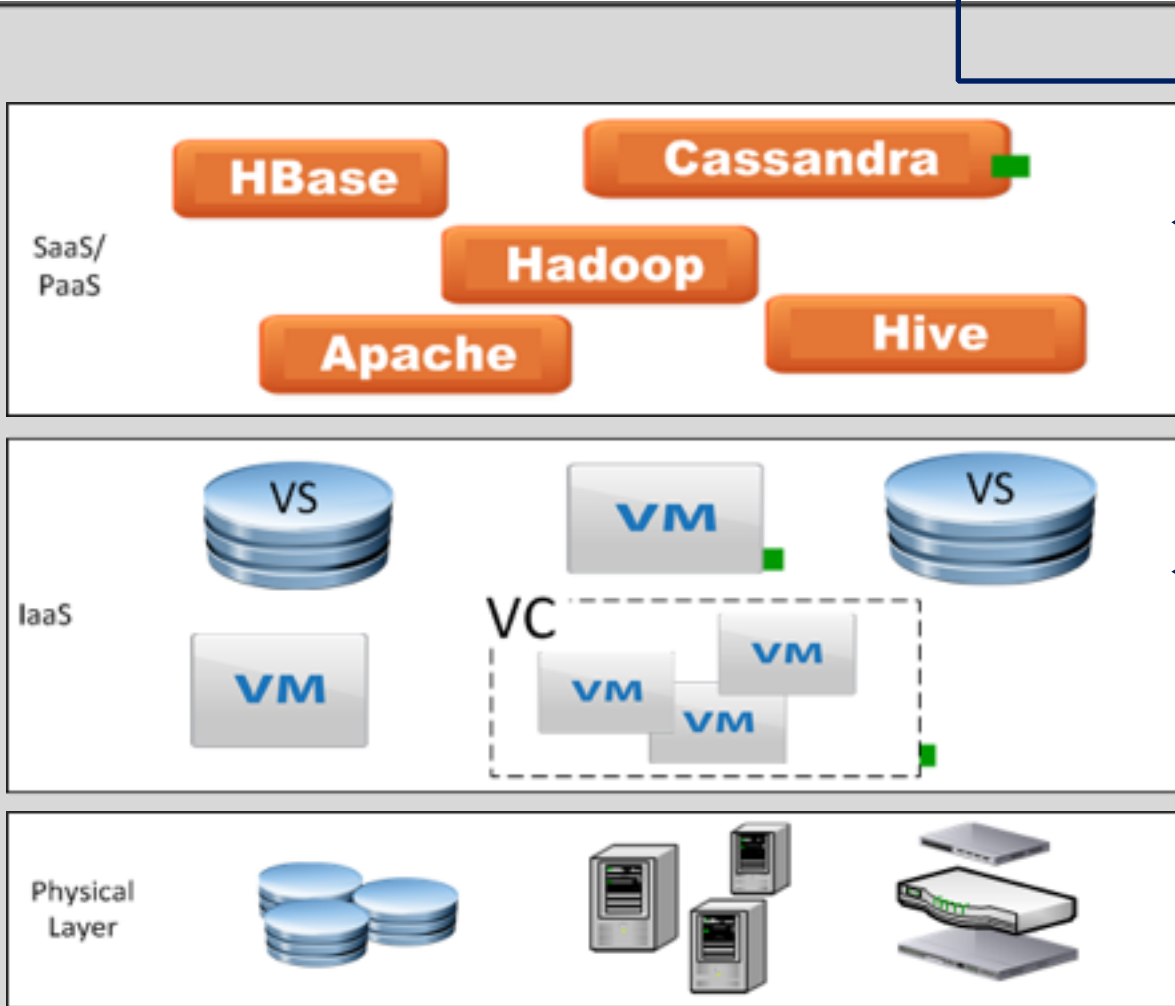 HBase
Cassandra
SaaS/
PaaS
Hadoop
Apache
Hive
VS
VM
VS
IaaS
VC
VM
VM
VM
VM
Physical
Layer